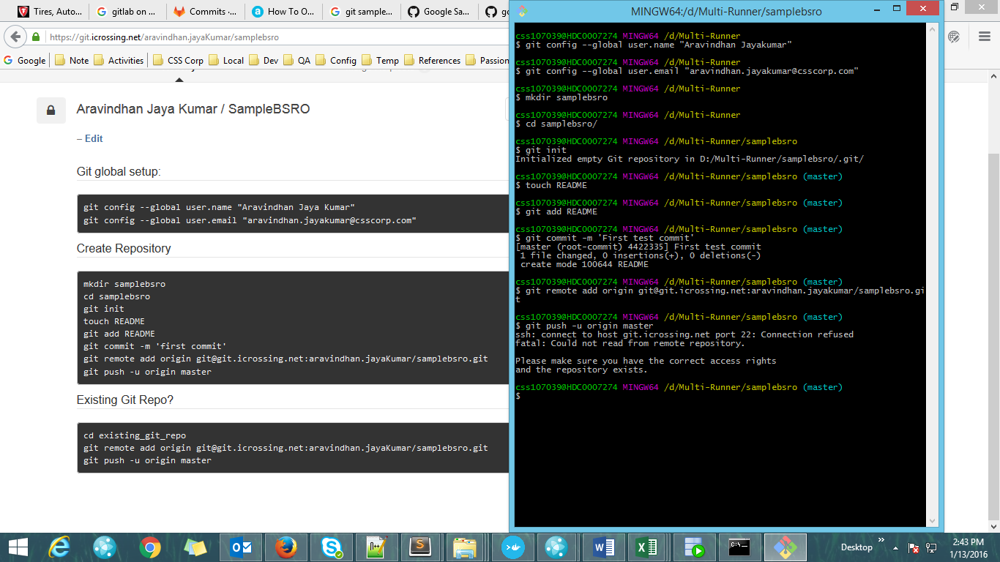 Tires, Auto...
gitlab on ...
Commits ·...
How To O...
git sample...
Google Sa...
go
https://git.icrossing.net/aravindhan.jayaKumar/samplebsro
Google
Note
Activities
CSS Corp
Local
Dev
QA
Config
Temp
References
Passion
Aravindhan Jaya Kumar / SampleBSRO
– Edit
Git global setup:
git config --global user.name "Aravindhan Jaya Kumar"
git config --global user.email "aravindhan.jayakumar@csscorp.com"
Create Repository
mkdir samplebsro
cd samplebsro
git init
touch README
git add README
git commit -m 'first commit'
git remote add origin git@git.icrossing.net:aravindhan.jayaKumar/samplebsro.git
git push -u origin master
Existing Git Repo?
cd existing_git_repo
git remote add origin git@git.icrossing.net:aravindhan.jayaKumar/samplebsro.git
git push -u origin master
MINGW64:/d/Multi-Runner/samplebsro
css107039@HDC0007274 MINGW64 /d/Multi-Runner
$ git config --global user.name "Aravindhan Jayakumar"
css107039@HDC0007274 MINGW64 /d/Multi-Runner
$ git config --global user.email "aravindhan.jayakumar@csscorp.com"
css107039@HDC0007274 MINGW64 /d/Multi-Runner
$ mkdir samplebsro
css107039@HDC0007274 MINGW64 /d/Multi-Runner
$ cd samplebsro/
css107039@HDC0007274 MINGW64 /d/Multi-Runner/samplebsro
$ git init
Initialized empty Git repository in D:/Multi-Runner/samplebsro/.git/
css107039@HDC0007274 MINGW64 /d/Multi-Runner/samplebsro (master)
$ touch README
css107039@HDC0007274 MINGW64 /d/Multi-Runner/samplebsro (master)
$ git add README
css107039@HDC0007274 MINGW64 /d/Multi-Runner/samplebsro (master)
$ git commit -m 'First test commit'
[master (root-commit) 4422335] First test commit
1 file changed, 0 insertions(+), 0 deletions(-)
create mode 100644 README
css107039@HDC0007274 MINGW64 /d/Multi-Runner/samplebsro (master)
$ git remote add origin git@git.icrossing.net:aravindhan.jayakumar/samplebsro.gi
t
css107039@HDC0007274 MINGW64 /d/Multi-Runner/samplebsro (master)
$ git push -u origin master
ssh: connect to host git.icrossing.net port 22: Connection refused
fatal: Could not read from remote repository.
Please make sure you have the correct access rights
and the repository exists.
css107039@HDC0007274 MINGW64 /d/Multi-Runner/samplebsro (master)
$
Desktop
2:43 PM
1/13/2016